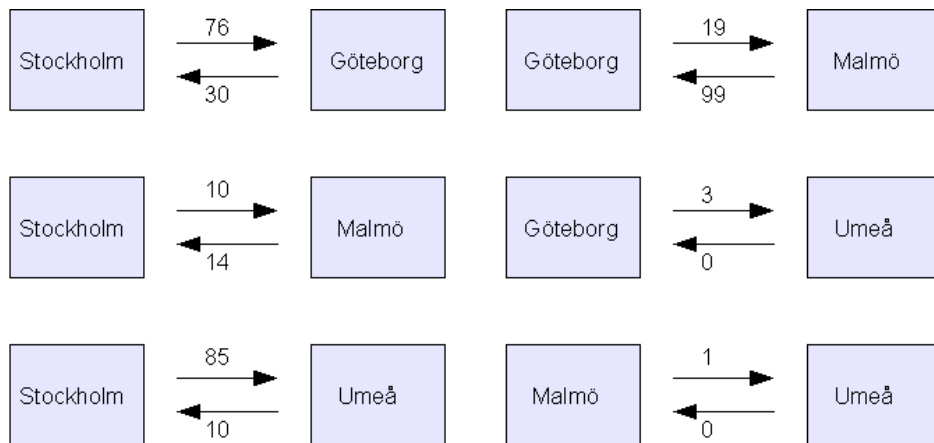 76
19
Stockholm
Göteborg
Göteborg
Malmö
30
99
10
3
Stockholm
Malmö
Göteborg
Umeå
14
0
85
1
Stockholm
Umeå
Malmö
Umeå
10
0